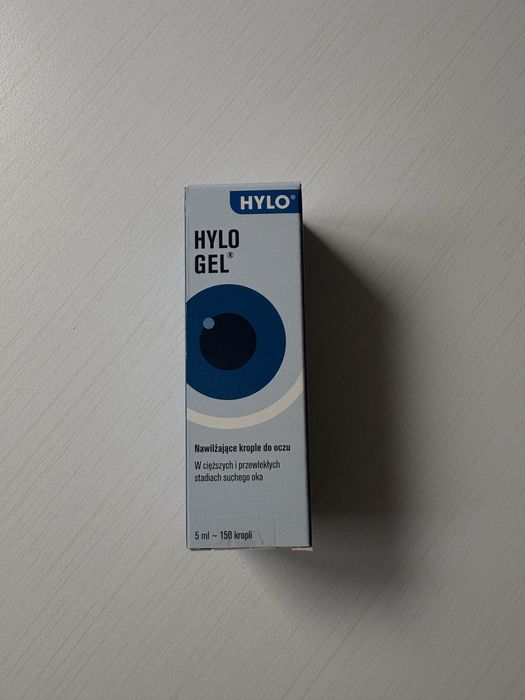 HYLO®
HYLO
GEL®
Nawilżające krople do oczu
W cięższych i przewlekłych
stadiach suchego oka
5 ml ~ 150 kropli